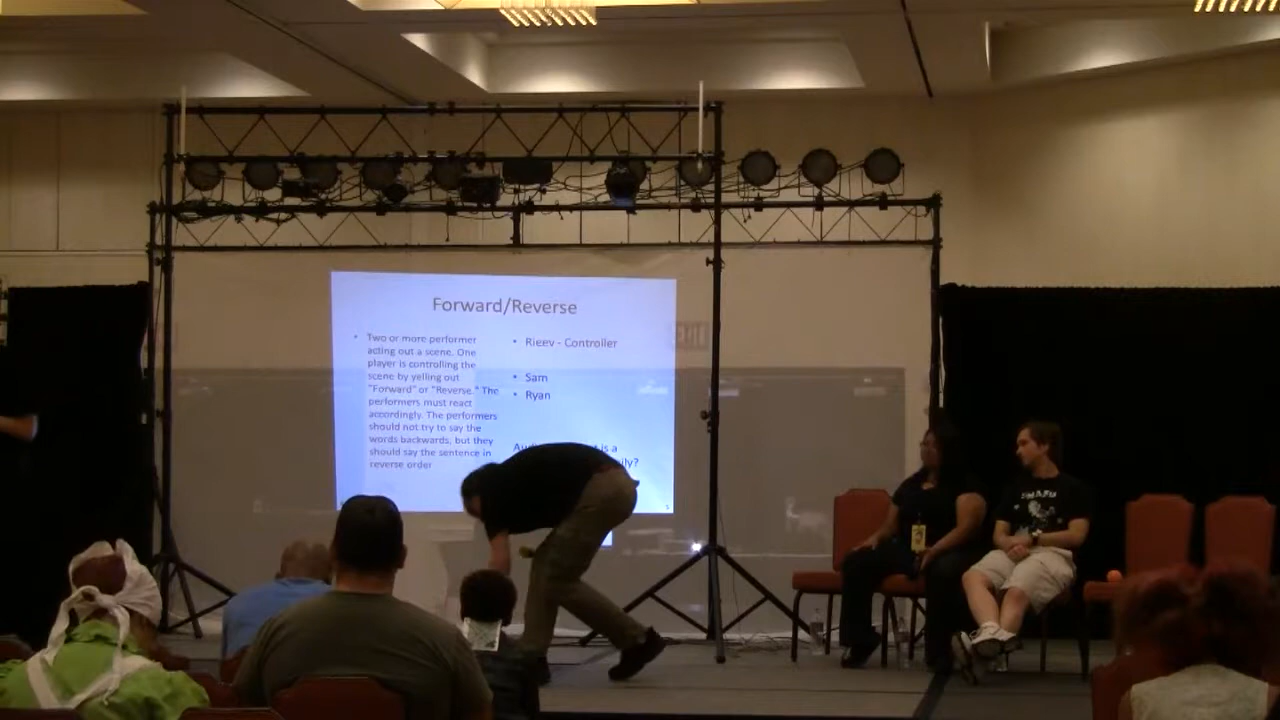 Forward/Reverse
• Two or more performer
acting out a scene. One
player is controlling the
scene by yelling out
"Forward" or "Reverse." The
performers must react
accordingly. The performers
should not try to say the
words backwards, but they
should say the sentence in
reverse order
• Rieev - Controller
• Sam
• Ryan
is a
EXIT